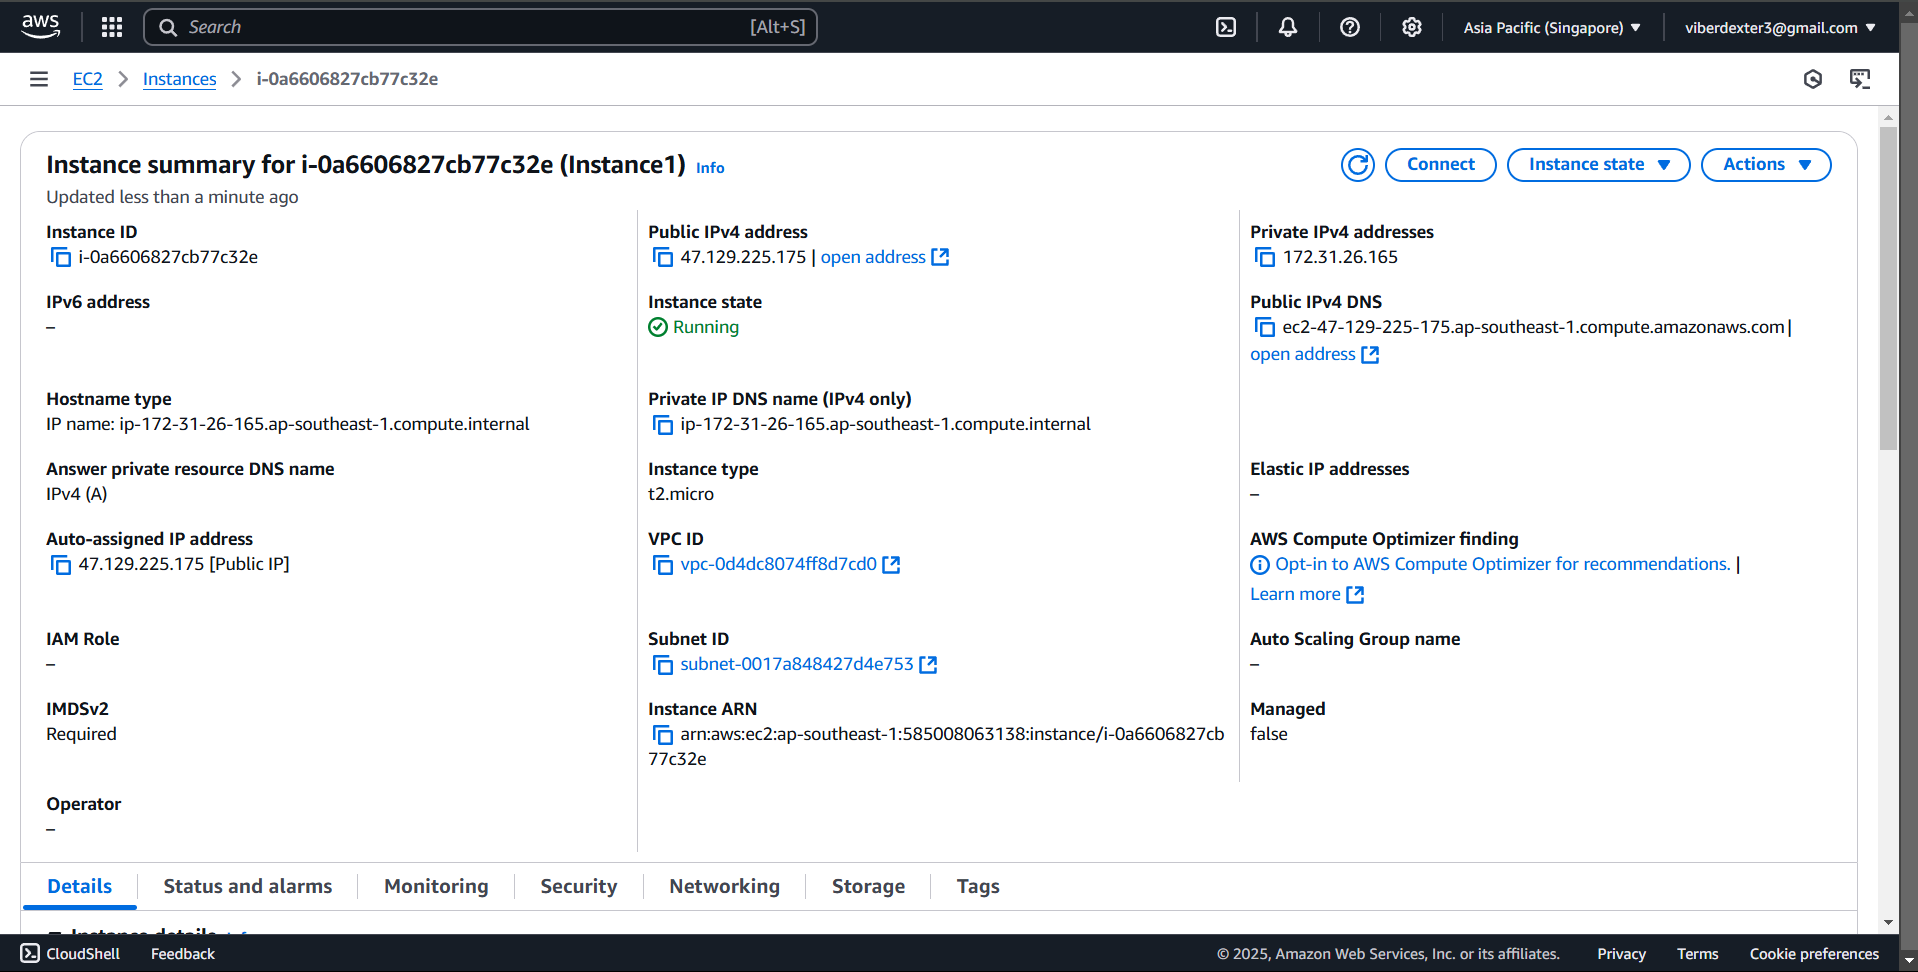 aws
Search [Alt+S]
Asia Pacific (Singapore)
viberdexter3@gmail.com
EC2 > Instances > i-0a6606827cb77c32e
Instance summary for i-0a6606827cb77c32e (Instance1) Info
Updated less than a minute ago
Connect
Instance state
Actions
Instance ID
i-0a6606827cb77c32e
Public IPv4 address
47.129.225.175 | open address
Private IPv4 addresses
172.31.26.165
IPv6 address
–
Instance state
Running
Public IPv4 DNS
ec2-47-129-225-175.ap-southeast-1.compute.amazonaws.com |
open address
Hostname type
IP name: ip-172-31-26-165.ap-southeast-1.compute.internal
Private IP DNS name (IPv4 only)
ip-172-31-26-165.ap-southeast-1.compute.internal
Answer private resource DNS name
IPv4 (A)
Instance type
t2.micro
Elastic IP addresses
–
Auto-assigned IP address
47.129.225.175 [Public IP]
VPC ID
vpc-0d4dc8074ff8d7cd0
AWS Compute Optimizer finding
Opt-in to AWS Compute Optimizer for recommendations. |
Learn more
IAM Role
–
Subnet ID
subnet-0017a848427d4e753
Auto Scaling Group name
–
IMDSv2
Required
Instance ARN
arn:aws:ec2:ap-southeast-1:585008063138:instance/i-0a6606827cb
77c32e
Managed
false
Operator
–
Details
Status and alarms
Monitoring
Security
Networking
Storage
Tags
Instance details Info
CloudShell
Feedback
© 2025, Amazon Web Services, Inc. or its affiliates.
Privacy
Terms
Cookie preferences